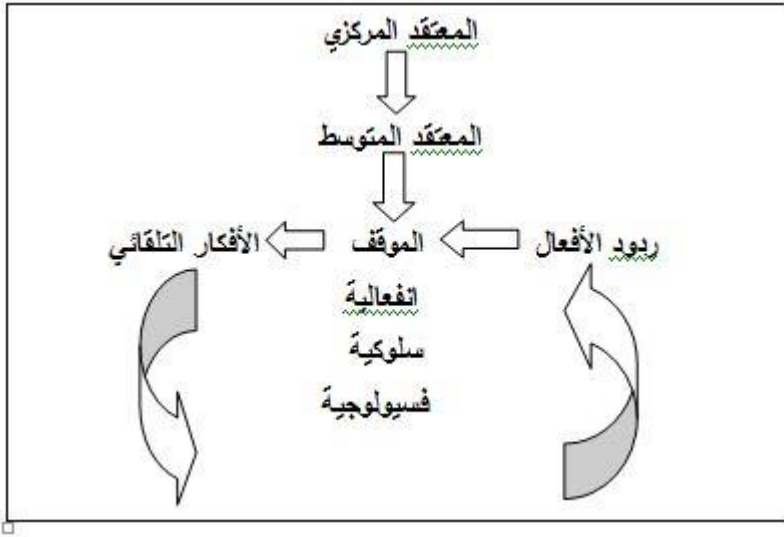 المعتقد المركزي
المعتقد المتوسط
ردود الأفعال الموقف الأفكار التلقائي
انفعالية
سلوكية
فسيولوجية